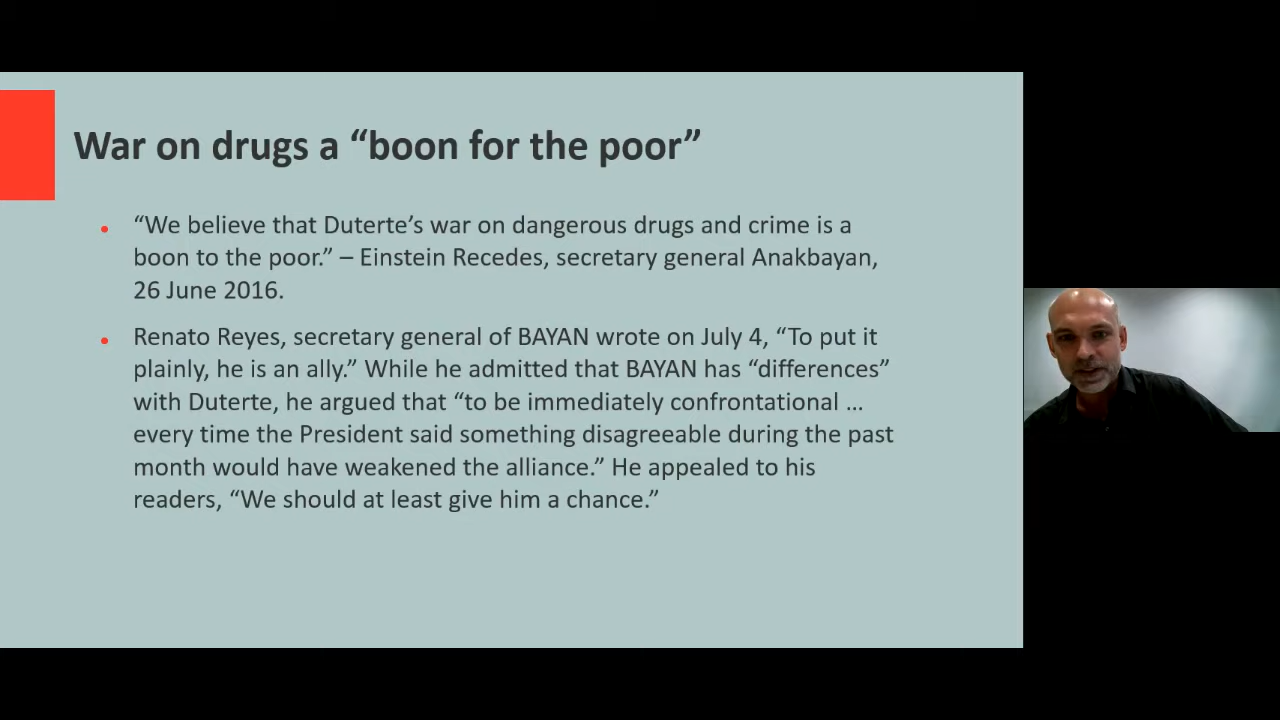 War on drugs a “boon for the poor”
“We believe that Duterte’s war on dangerous drugs and crime is a
boon to the poor.” – Einstein Recedes, secretary general Anakbayan,
26 June 2016.
Renato Reyes, secretary general of BAYAN wrote on July 4, “To put it
plainly, he is an ally.” While he admitted that BAYAN has “differences”
with Duterte, he argued that “to be immediately confrontational …
every time the President said something disagreeable during the past
month would have weakened the alliance.” He appealed to his
readers, “We should at least give him a chance.”